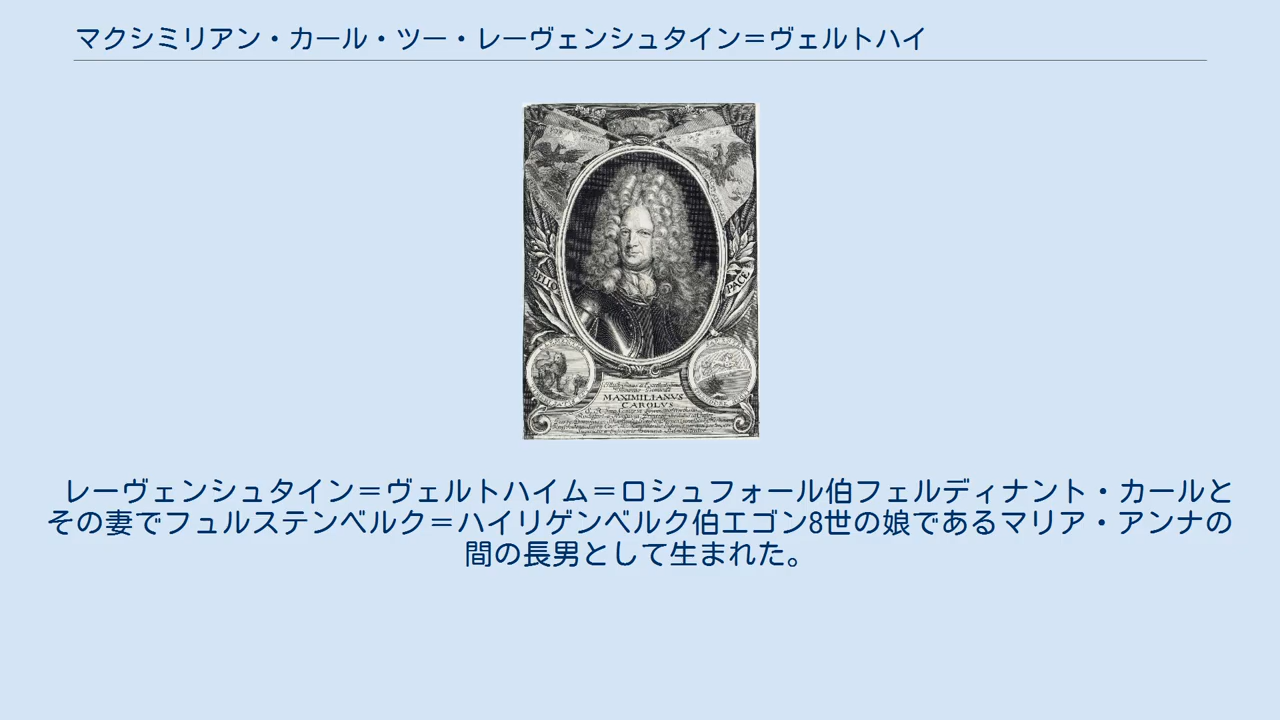 マクシミリアン・カール・ツー・レーヴェンシュタイン＝ヴェルトハイ
BELLO
PACE
MAXIMILIANVS
CAROLVS
レーヴェンシュタイン＝ヴェルトハイム＝ロシュフォール伯フェルディナント・カールと
その妻でフュルステンベルク＝ハイリゲンベルク伯エゴン8世の娘であるマリア・アンナの
間の長男として生まれた。